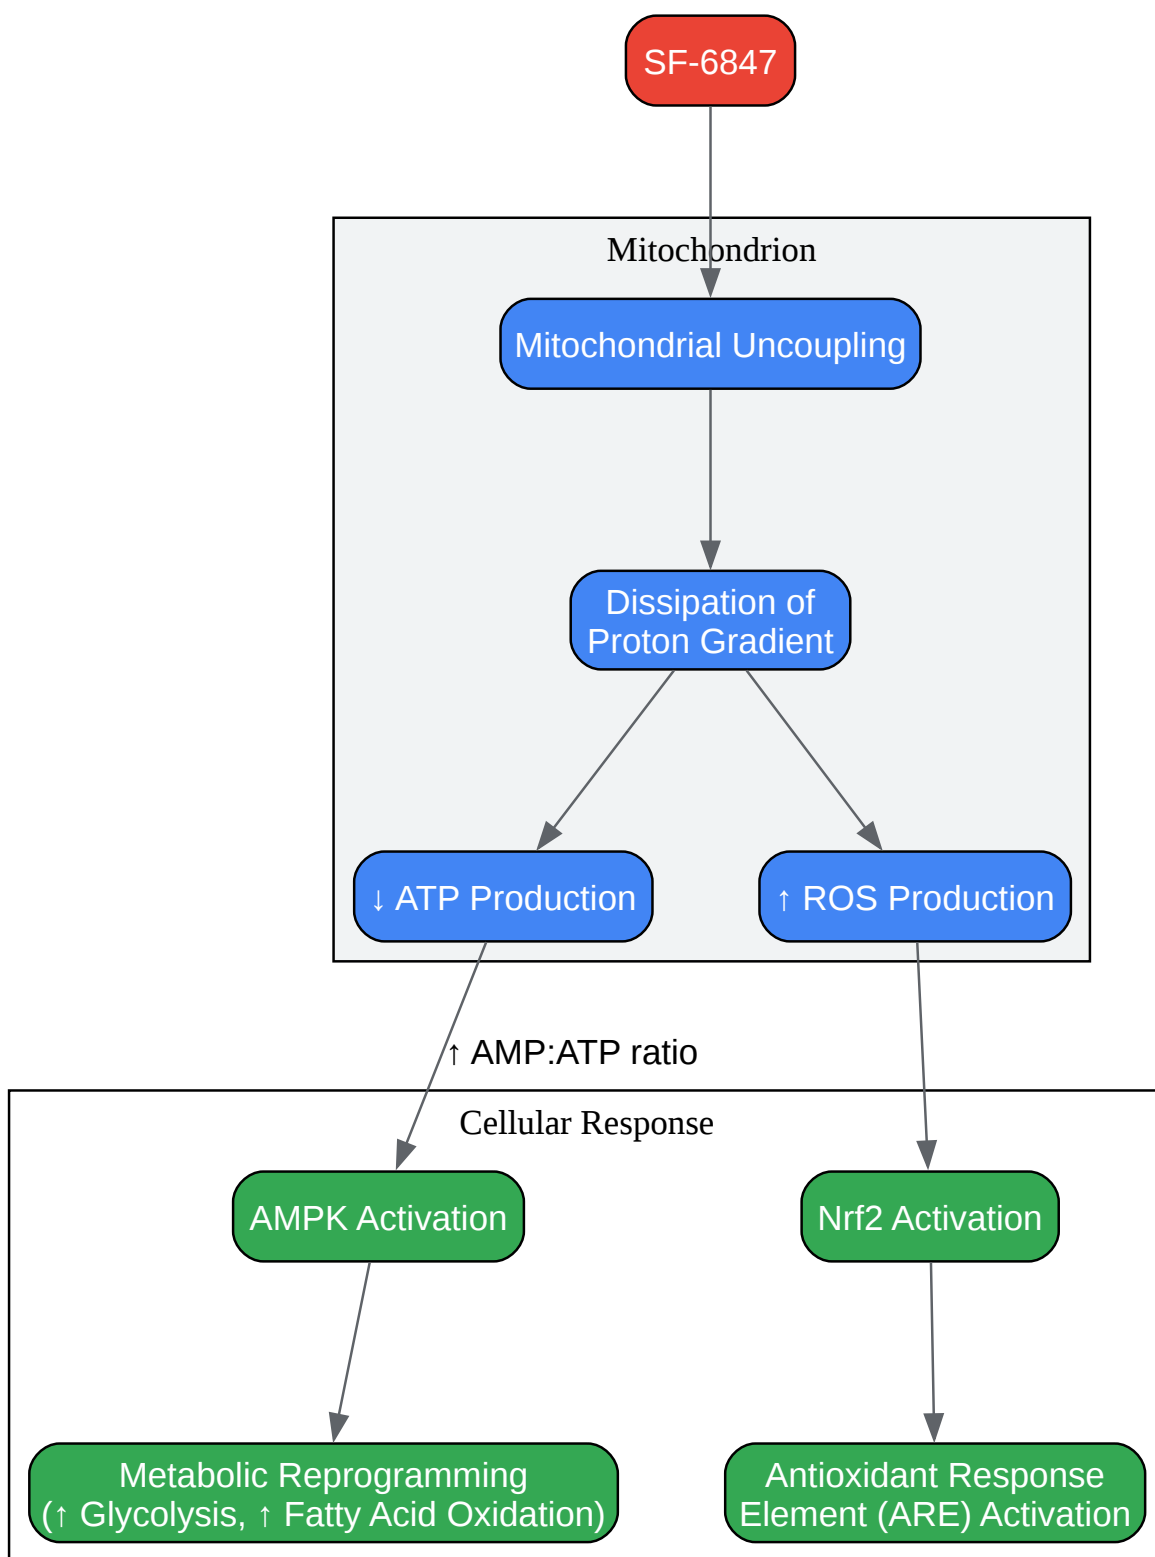 SF-6847
Mitochondrion
Mitochondrial Uncoupling
Dissipation of
Proton Gradient
↓ ATP Production
↑ ROS Production
↑ AMP:ATP ratio
Cellular Response
AMPK Activation
Nrf2 Activation
Metabolic Reprogramming
(↑ Glycolysis, ↑ Fatty Acid Oxidation)
Antioxidant Response
Element (ARE) Activation